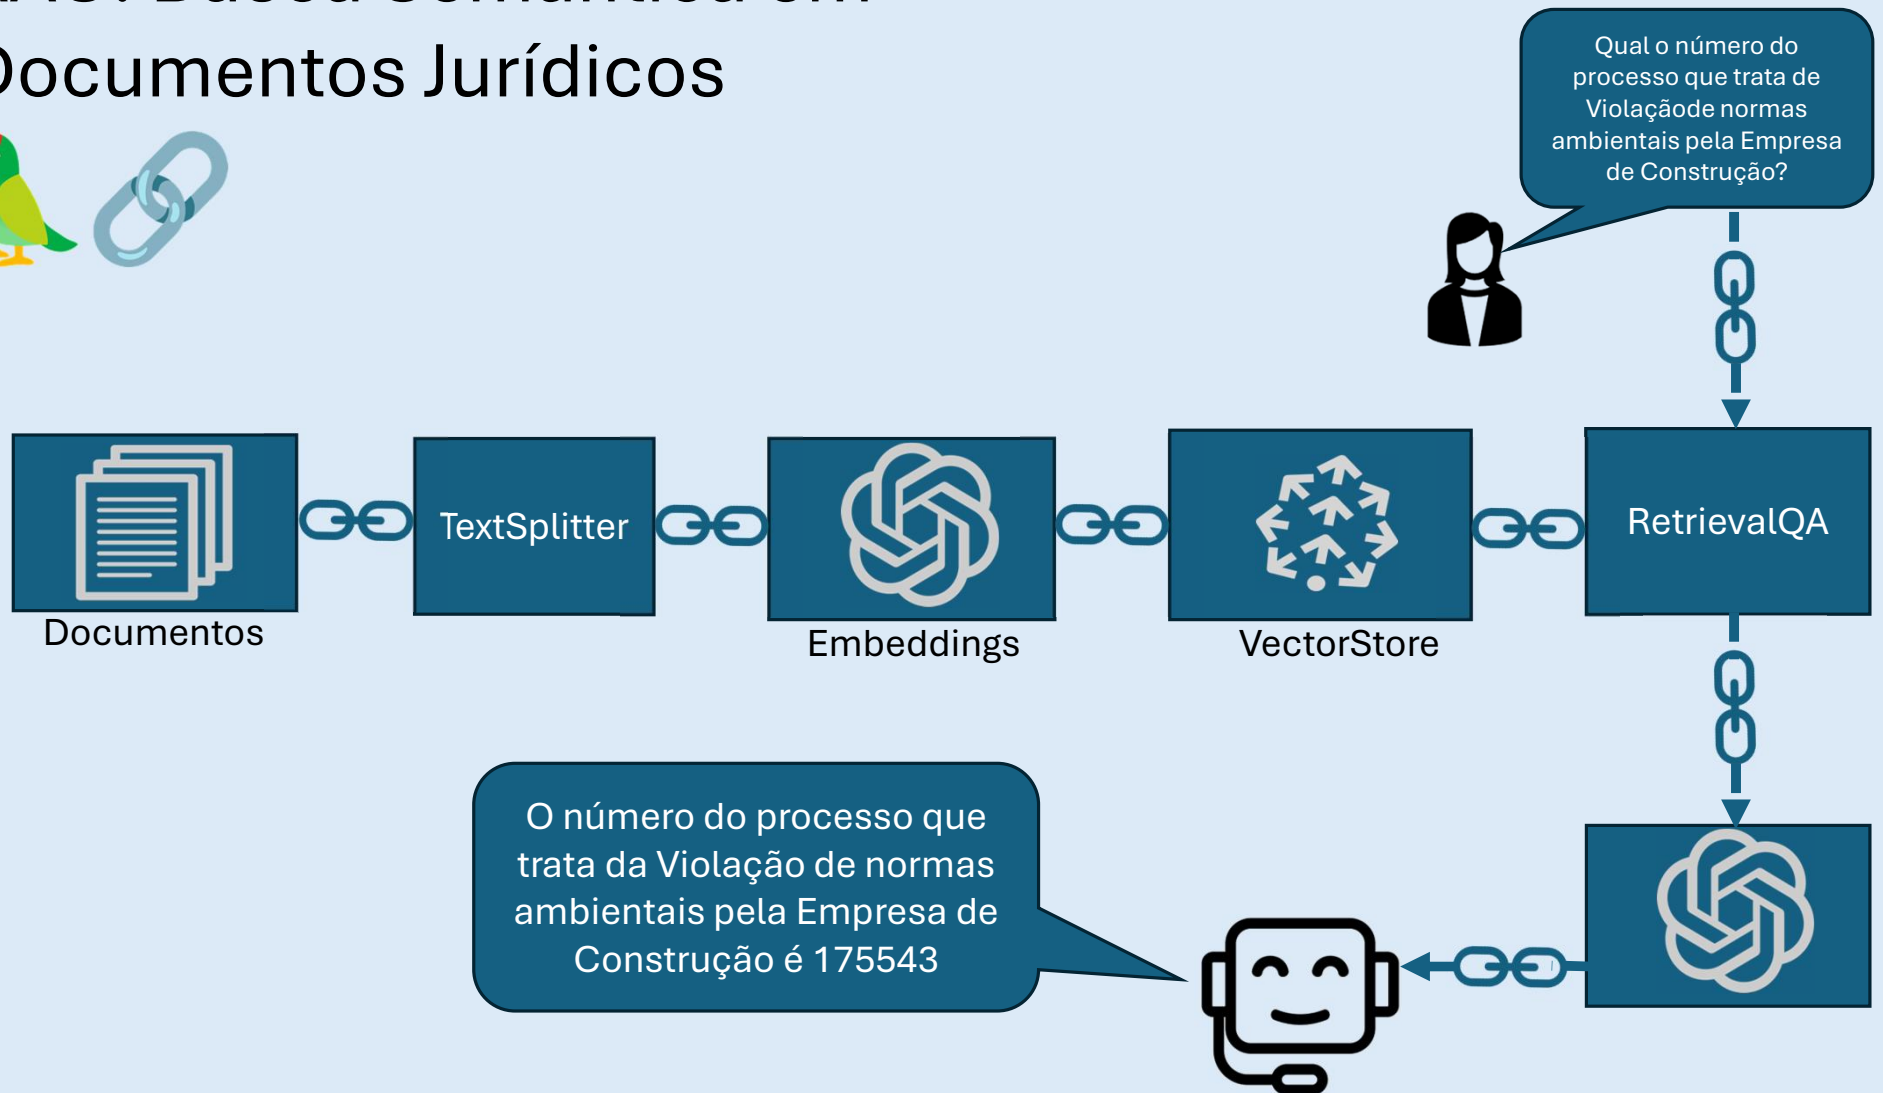 Documentos Jurídicos
Qual o número do
processo que trata de
Violaçãode normas
ambientais pela Empresa
de Construção?
TextSplitter
RetrievalQA
Documentos
Embeddings
VectorStore
O número do processo que
trata da Violação de normas
ambientais pela Empresa de
Construção é 175543